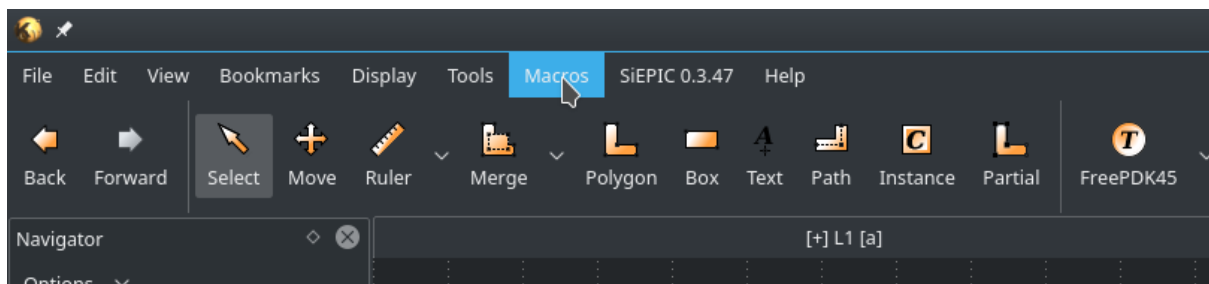 File Edit View Bookmarks Display Tools Macros SiEPIC 0.3.47 Help
Back Forward Select Move Ruler Merge Polygon Box Text Path Instance Partial FreePDK45
Navigator [+] L1 [a]
Options